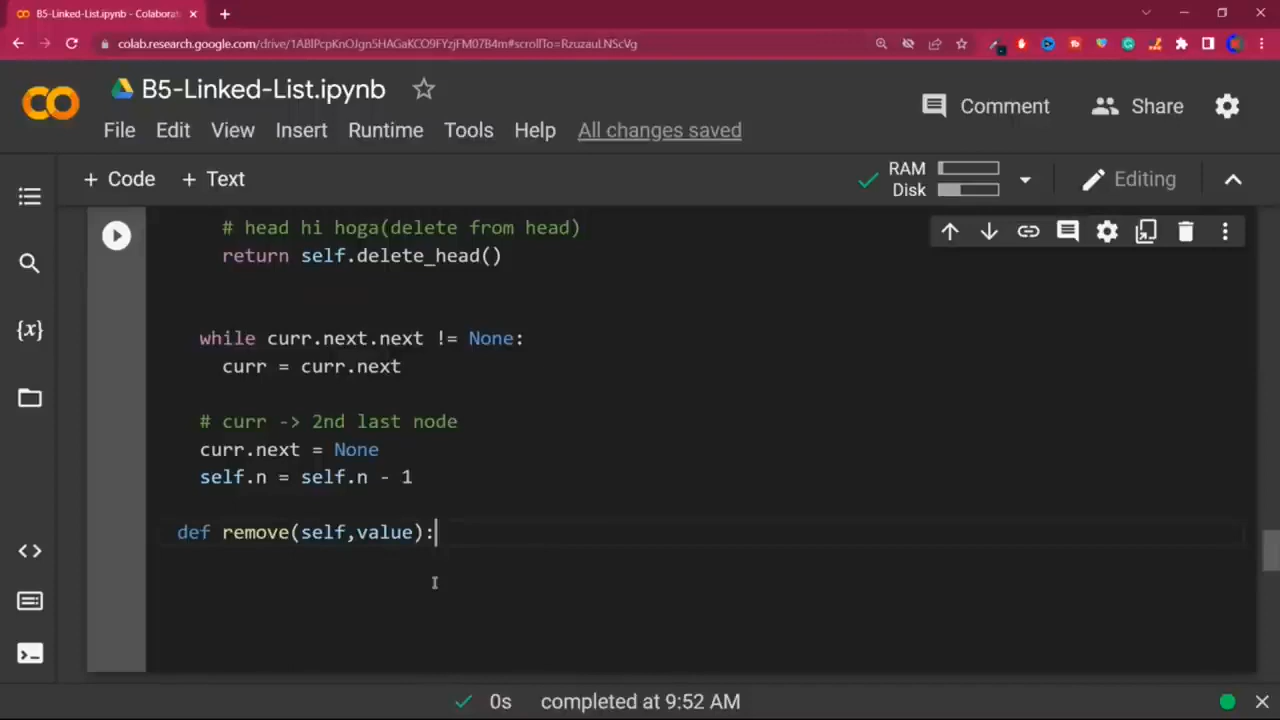 B5-Linked-List.ipynb - Colaborat
colab.research.google.com/drive/1ABlPcpKnOJgn5HAGaKCO9FYzjFM07B4m#scrollTo=RzuzauLNScVg
B5-Linked-List.ipynb
Comment
Share
File Edit View Insert Runtime Tools Help All changes saved
+ Code + Text
RAM
Disk
Editing
# head hi hoga(delete from head)
return self.delete_head()
while curr.next.next != None:
curr = curr.next
# curr -> 2nd last node
curr.next = None
self.n = self.n - 1
def remove(self,value):
0s completed at 9:52 AM